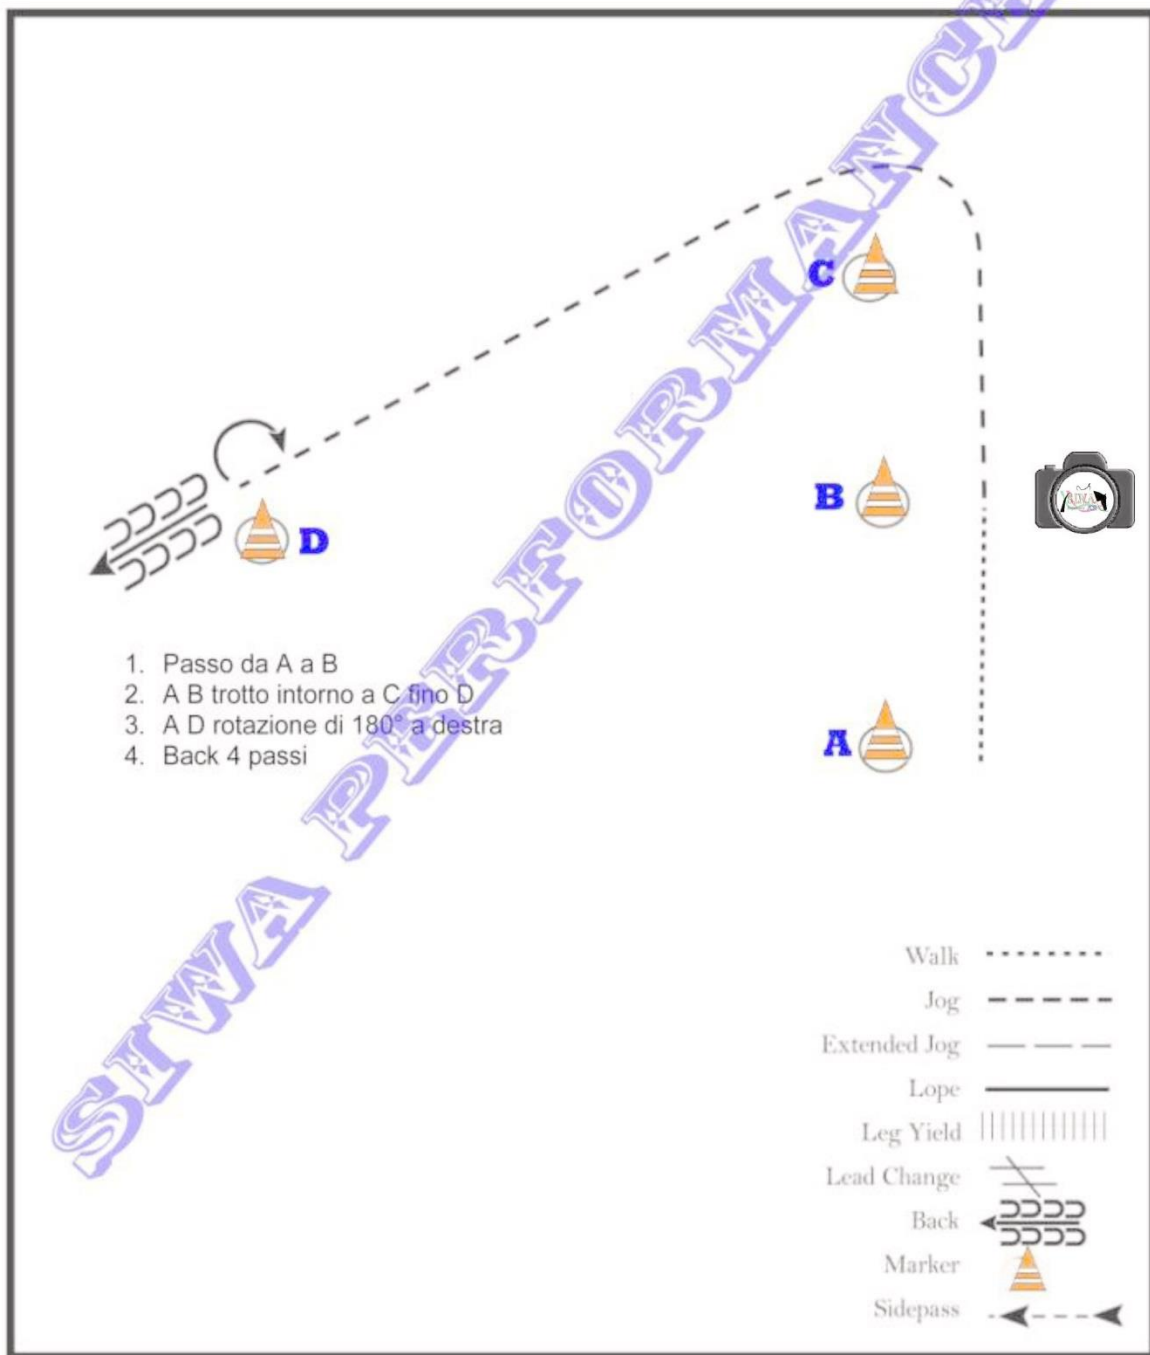 SIWA PERFORMANCE
C
B
D
1. Passo da A a B
2. A B trotto intorno a C fino D
3. A D rotazione di 180° a destra
4. Back 4 passi
A
Walk
Jog
Extended Jog
Lope
Leg Yield
Lead Change
Back
Marker
Sidepass